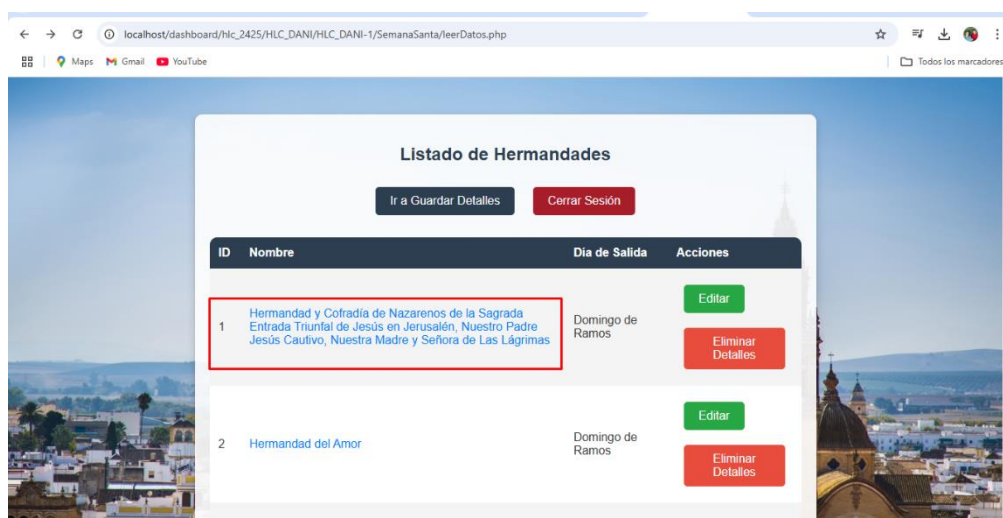 localhost/dashboard/hlc_2425/HLC_DANI/HLC_DANI-1/SemanaSanta/leerDatos.php
Maps Gmail YouTube Todos los marcadores
Listado de Hermandades
Ir a Guardar Detalles Cerrar Sesión
ID Nombre Día de Salida Acciones
1 Hermandad y Cofradía de Nazarenos de la Sagrada
Entrada Triunfal de Jesús en Jerusalén, Nuestro Padre
Jesús Cautivo, Nuestra Madre y Señora de Las Lágrimas
Domingo de
Ramos
Editar
Eliminar
Detalles
2 Hermandad del Amor
Domingo de
Ramos
Editar
Eliminar
Detalles